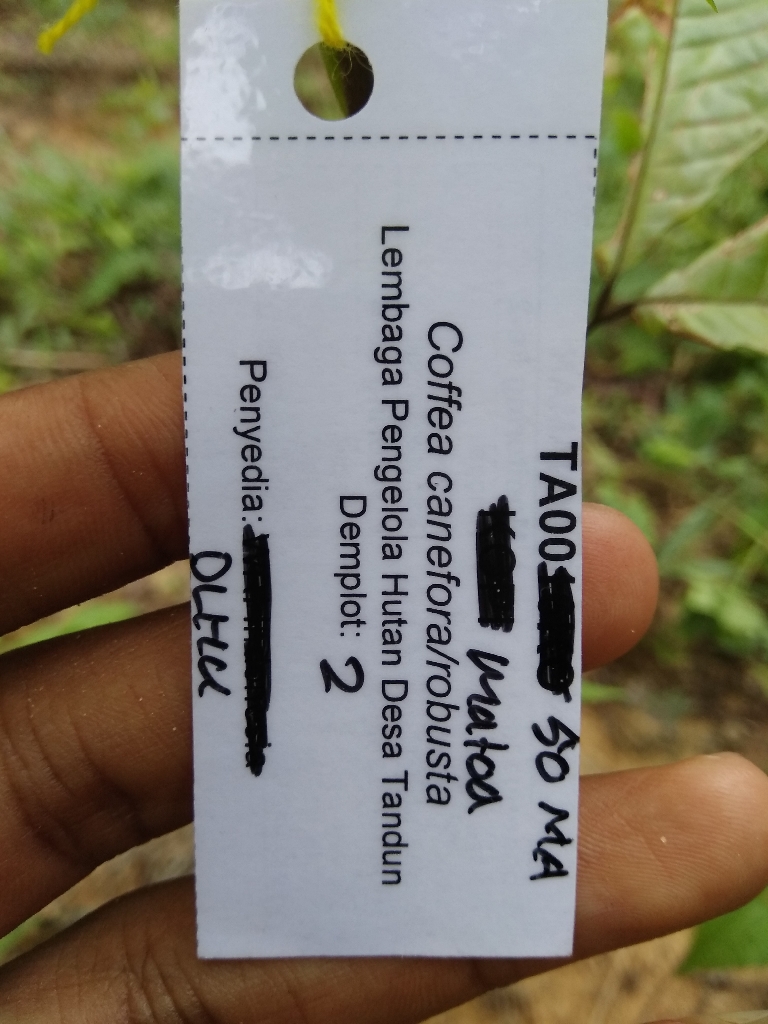 TA00 50 MA
Matoa
Coffea canefora/robusta
Lembaga Pengelola Hutan Desa Tandun
Demplot: 2
Penyedia:
DLHK